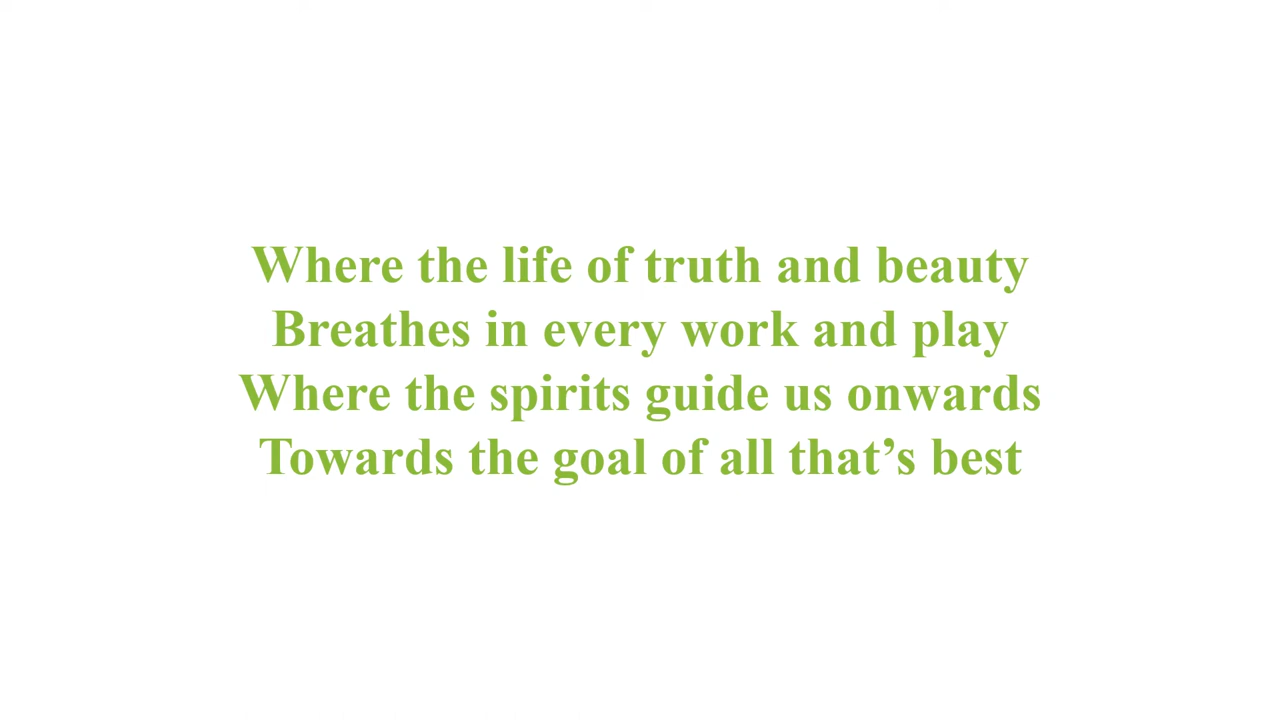 Where the life of truth and beauty
Breathes in every work and play
Where the spirits guide us onwards
Towards the goal of all that’s best